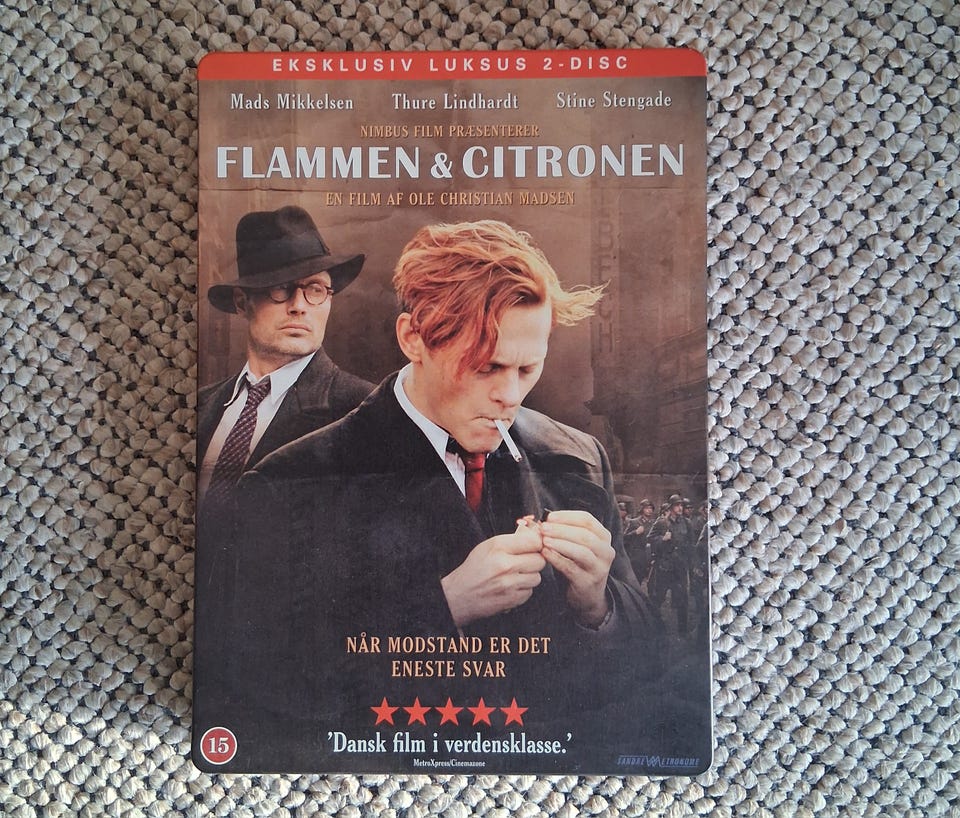 EKSKLUSIV LUKSUS 2-DISC
Mads Mikkelsen Thure Lindhardt Stine Stengade
NIMBUS FILM PRÆSENTERER
FLAMMEN & CITRONEN
EN FILM AF OLE CHRISTIAN MADSEN
NÅR MODSTAND ER DET
ENESTE SVAR
'Dansk film i verdensklasse.'
MetroXpress/Cinemazone
15
SANDREW METRONOME